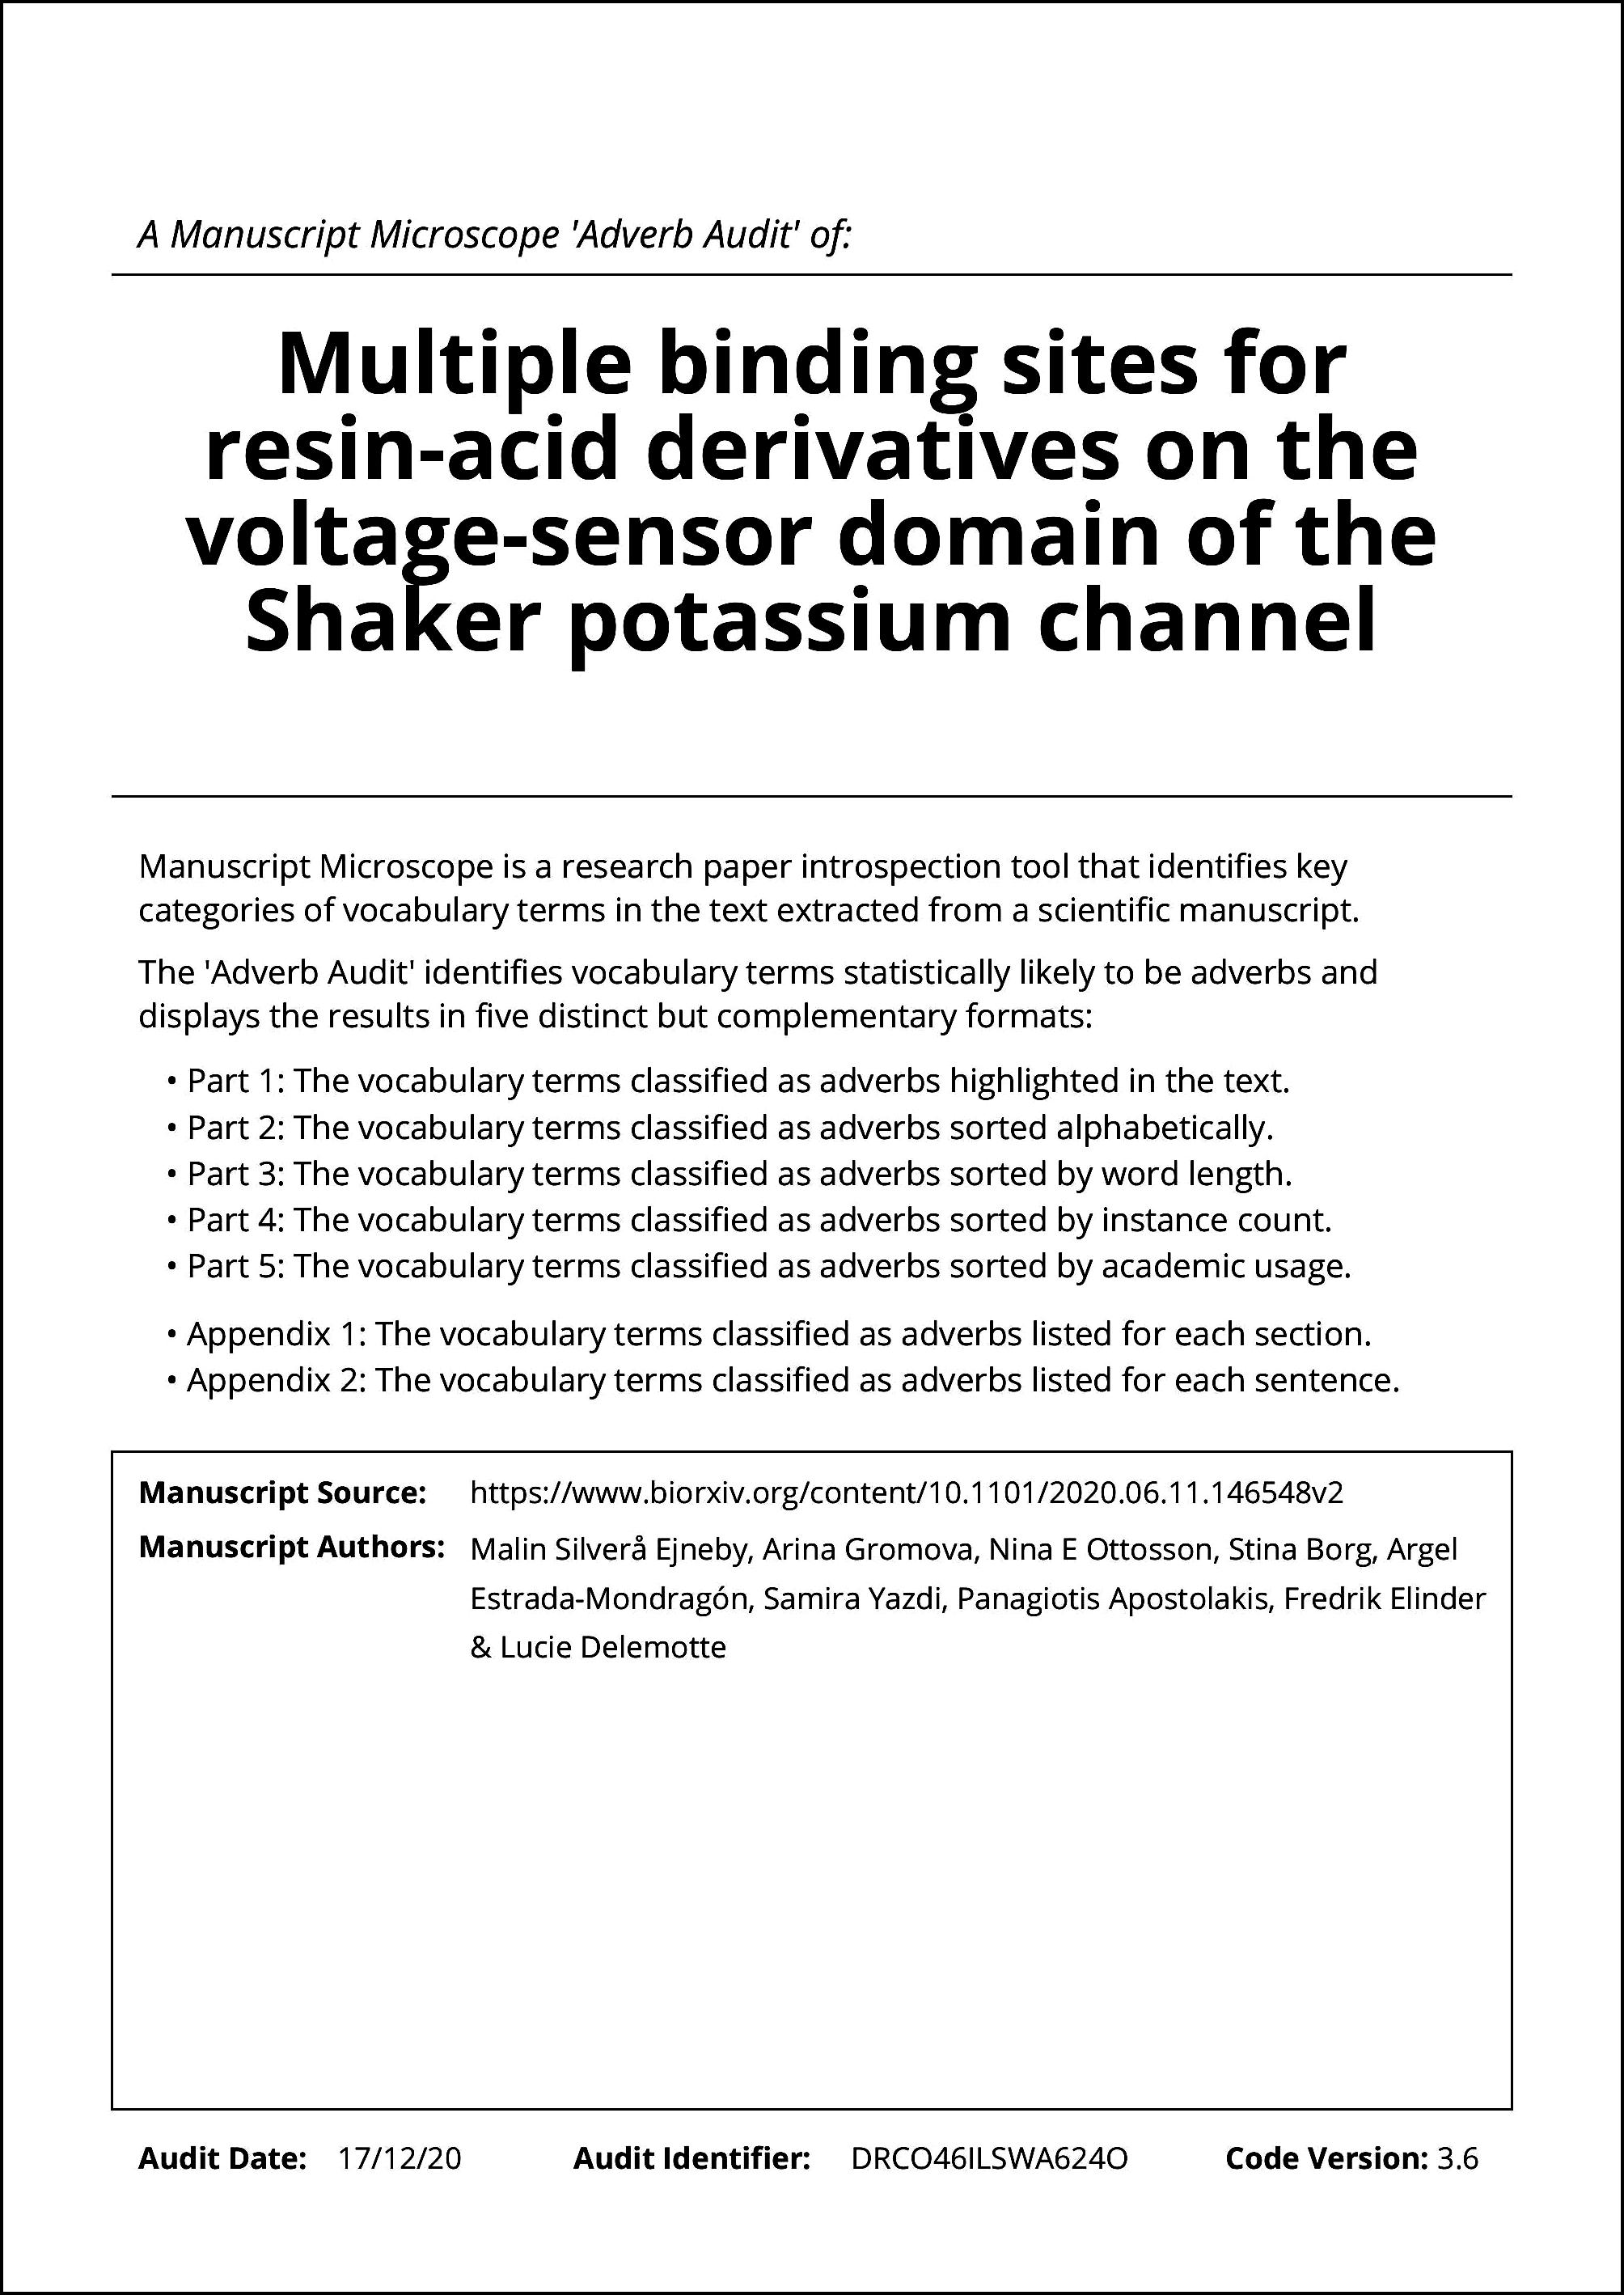 A Manuscript Microscope 'Adverb Audit' of:
Multiple binding sites for
resin-acid derivatives on the
voltage-sensor domain of the
Shaker potassium channel
Manuscript Microscope is a research paper introspection tool that identifies key
categories of vocabulary terms in the text extracted from a scientific manuscript.
The 'Adverb Audit' identifies vocabulary terms statistically likely to be adverbs and
displays the results in five distinct but complementary formats:
• Part 1: The vocabulary terms classified as adverbs highlighted in the text.
• Part 2: The vocabulary terms classified as adverbs sorted alphabetically.
• Part 3: The vocabulary terms classified as adverbs sorted by word length.
• Part 4: The vocabulary terms classified as adverbs sorted by instance count.
• Part 5: The vocabulary terms classified as adverbs sorted by academic usage.
• Appendix 1: The vocabulary terms classified as adverbs listed for each section.
• Appendix 2: The vocabulary terms classified as adverbs listed for each sentence.
Manuscript Source: https://www.biorxiv.org/content/10.1101/2020.06.11.146548v2
Manuscript Authors: Malin Silverå Ejneby, Arina Gromova, Nina E Ottosson, Stina Borg, Argel
Estrada-Mondragón, Samira Yazdi, Panagiotis Apostolakis, Fredrik Elinder
& Lucie Delemotte
Audit Date: 17/12/20 Audit Identifier: DRCO46ILSWA624O Code Version: 3.6